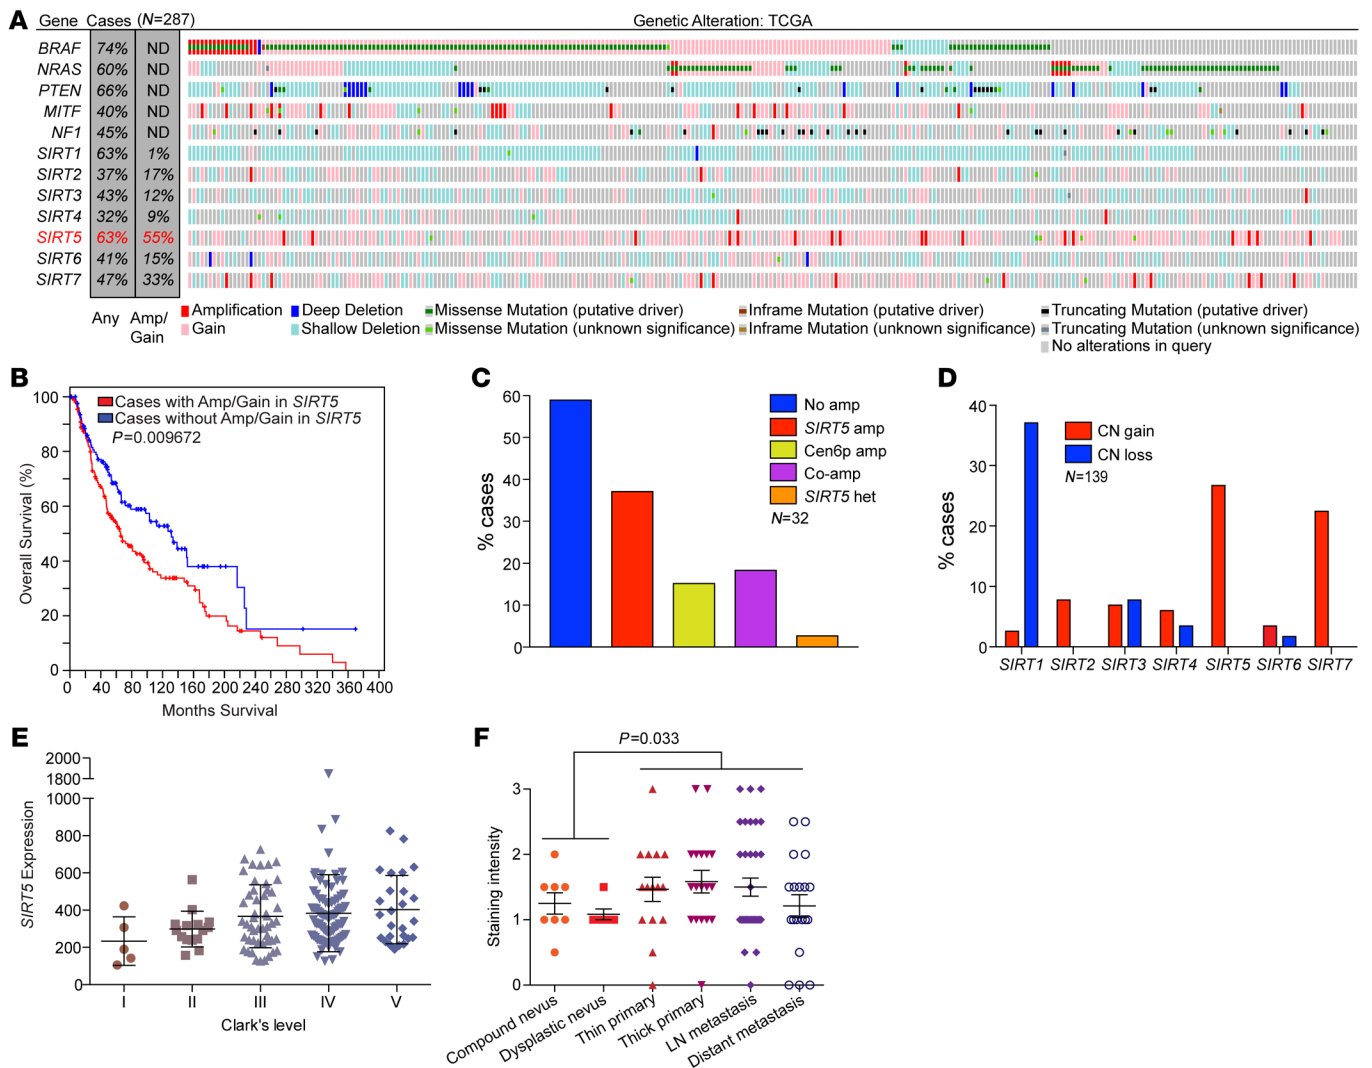 A
Gene Cases (N=287) Genetic Alteration: TCGA
BRAF 74% ND
NRAS 60% ND
PTEN 66% ND
MITF 40% ND
NF1 45% ND
SIRT1 63% 1%
SIRT2 37% 17%
SIRT3 43% 12%
SIRT4 32% 9%
SIRT5 63% 55%
SIRT6 41% 15%
SIRT7 47% 33%
Any Amp/
Gain
Amplification Deep Deletion Missense Mutation (putative driver) Inframe Mutation (putative driver) Truncating Mutation (putative driver)
Gain Shallow Deletion Missense Mutation (unknown significance) Inframe Mutation (unknown significance) Truncating Mutation (unknown significance)
No alterations in query
B
Cases with Amp/Gain in SIRT5
Cases without Amp/Gain in SIRT5
P=0.009672
Overall Survival (%)
100
80
60
40
20
0
0 40 80 120 160 200 240 280 320 360 400
Months Survival
C
% cases
60
50
40
30
20
10
0
No amp
SIRT5 amp
Cen6p amp
Co-amp
SIRT5 het
N=32
D
% cases
40
30
20
10
0
CN gain
CN loss
N=139
SIRT1 SIRT2 SIRT3 SIRT4 SIRT5 SIRT6 SIRT7
E
SIRT5 Expression
2000
1800
1000
800
600
400
200
0
I II III IV V
Clark's level
F
P=0.033
Staining intensity
3
2
1
0
Compound nevus
Dysplastic nevus
Thin primary
Thick primary
LN metastasis
Distant metastasis